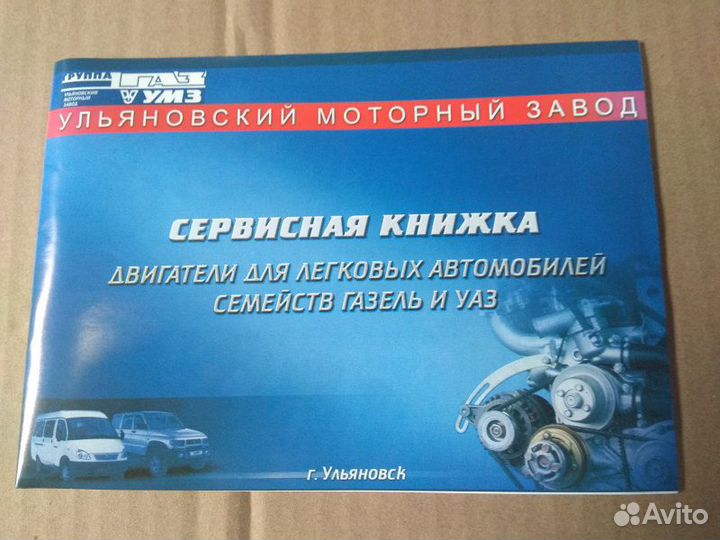 ГРУППА ГАЗ
УЛЬЯНОВСКИЙ
МОТОРНЫЙ
ЗАВОД
УМЗ
УЛЬЯНОВСКИЙ МОТОРНЫЙ ЗАВОД
СЕРВИСНАЯ КНИЖКА
ДВИГАТЕЛИ ДЛЯ ЛЕГКОВЫХ АВТОМОБИЛЕЙ
СЕМЕЙСТВ ГАЗЕЛЬ И УАЗ
г. Ульяновск
Avito